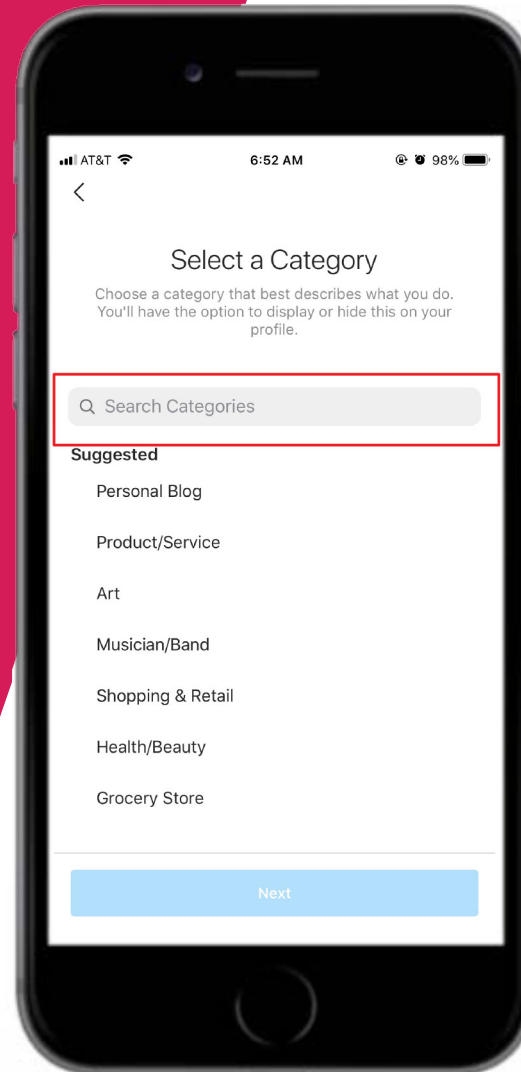 AT&T 6:52 AM 98%
Select a Category
Choose a category that best describes what you do.
You'll have the option to display or hide this on your
profile.
Search Categories
Suggested
Personal Blog
Product/Service
Art
Musician/Band
Shopping & Retail
Health/Beauty
Grocery Store
Next